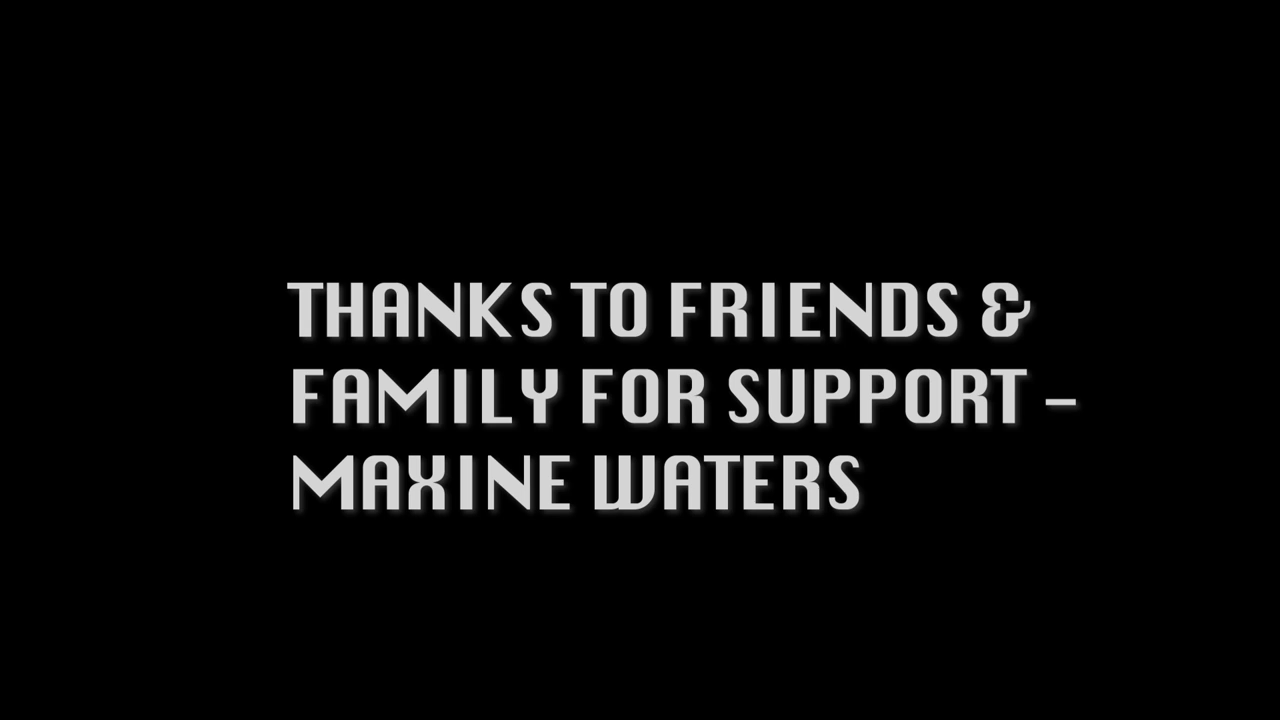 THANKS TO FRIENDS &
FAMILY FOR SUPPORT -
MAXINE WATERS